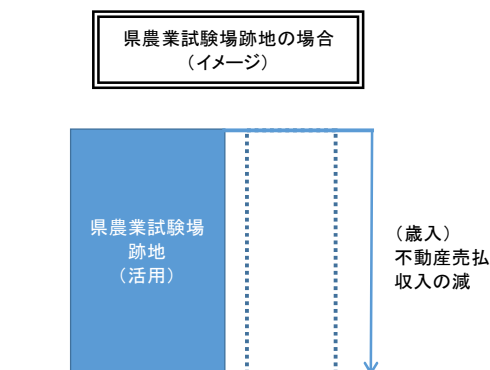 県農業試験場跡地の場合
（イメージ）
県農業試験場
跡地
（活用）
（歳入）
不動産売払
収入の減